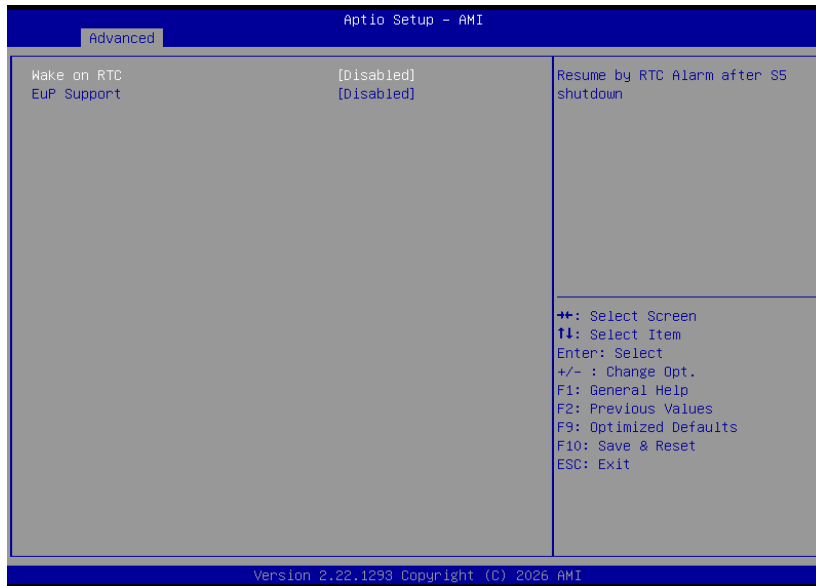 Aptio Setup - AMI
Advanced
Wake on RTC [Disabled]
EuP Support [Disabled]
Resume by RTC Alarm after S5
shutdown
→←: Select Screen
↑↓: Select Item
Enter: Select
+/- : Change Opt.
F1: General Help
F2: Previous Values
F9: Optimized Defaults
F10: Save & Reset
ESC: Exit
Version 2.22.1293 Copyright (C) 2026 AMI